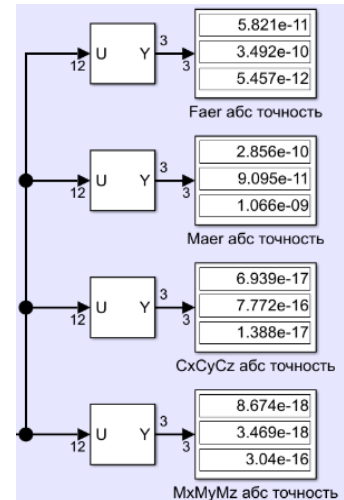 12 U Y 3 3
5.821e-11
3.492e-10
5.457e-12
Faer абс точность
12 U Y 3 3
2.856e-10
9.095e-11
1.066e-09
Maer абс точность
12 U Y 3 3
6.939e-17
7.772e-16
1.388e-17
CxCyCz абс точность
12 U Y 3 3
8.674e-18
3.469e-18
3.04e-16
MxMyMz абс точность